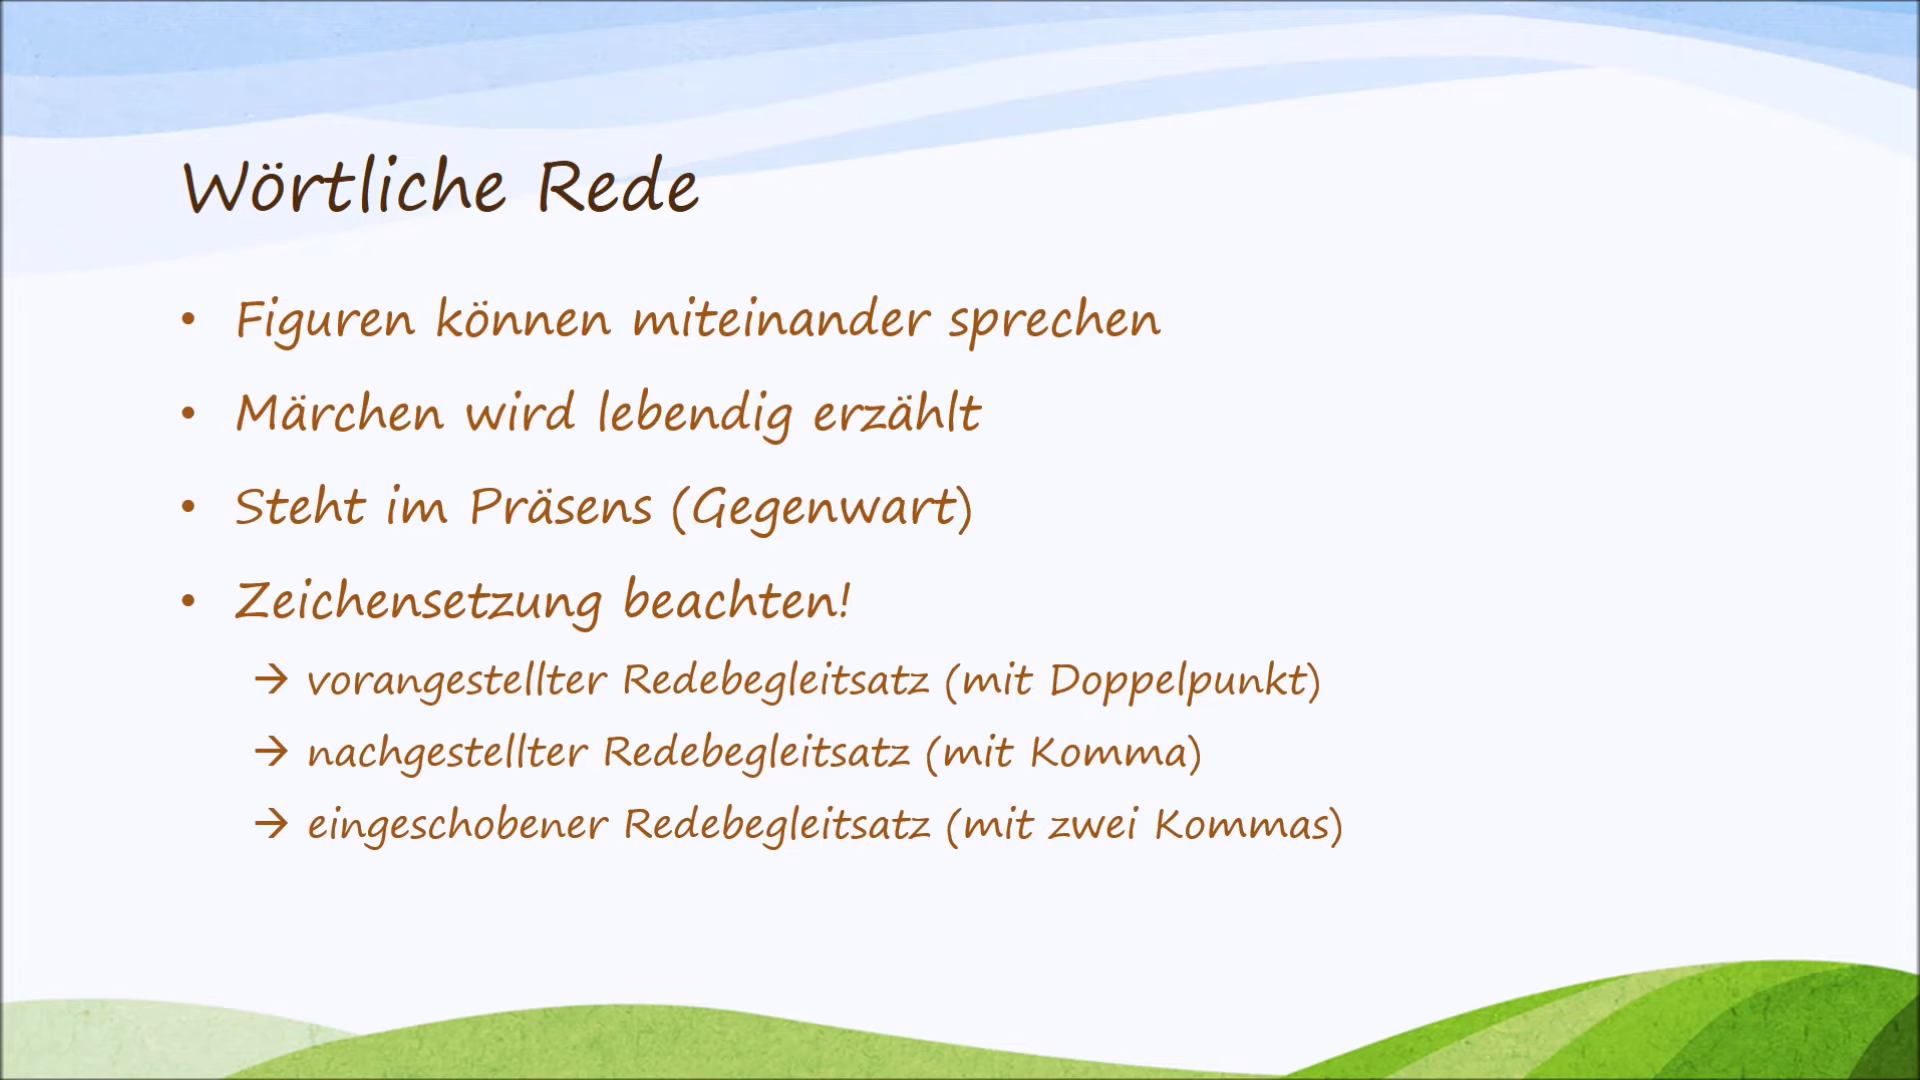 Wörtliche Rede
• Figuren können miteinander sprechen
• Märchen wird lebendig erzählt
• Steht im Präsens (Gegenwart)
• Zeichensetzung beachten!
→ vorangestellter Redebegleitsatz (mit Doppelpunkt)
→ nachgestellter Redebegleitsatz (mit Komma)
→ eingeschobener Redebegleitsatz (mit zwei Kommas)